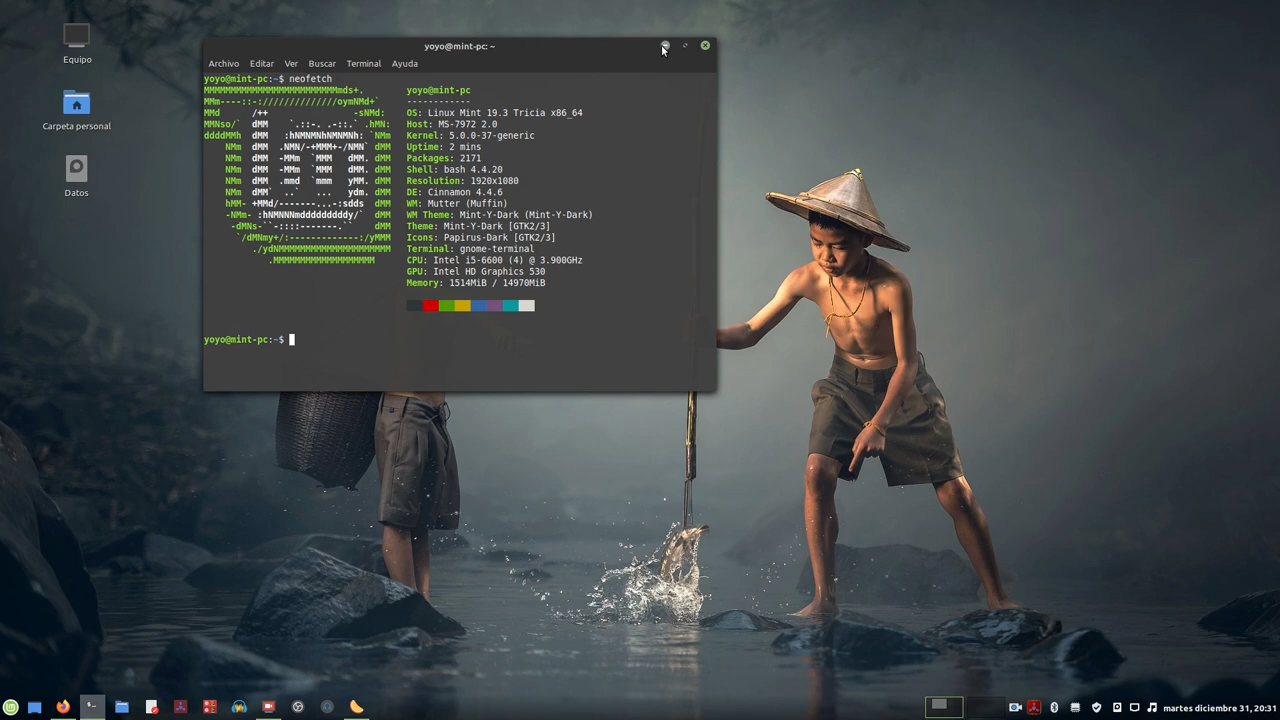 Equipo
Carpeta personal
Datos
yoyo@mint-pc: ~
Archivo Editar Ver Buscar Terminal Ayuda
yoyo@mint-pc:~$ neofetch
yoyo@mint-pc
------------
OS: Linux Mint 19.3 Tricia x86_64
Host: MS-7972 2.0
Kernel: 5.0.0-37-generic
Uptime: 2 mins
Packages: 2171
Shell: bash 4.4.20
Resolution: 1920x1080
DE: Cinnamon 4.4.6
WM: Mutter (Muffin)
WM Theme: Mint-Y-Dark (Mint-Y-Dark)
Theme: Mint-Y-Dark [GTK2/3]
Icons: Papirus-Dark [GTK2/3]
Terminal: gnome-terminal
CPU: Intel i5-6600 (4) @ 3.900GHz
GPU: Intel HD Graphics 530
Memory: 1514MiB / 14970MiB
yoyo@mint-pc:~$
martes diciembre 31, 20:31